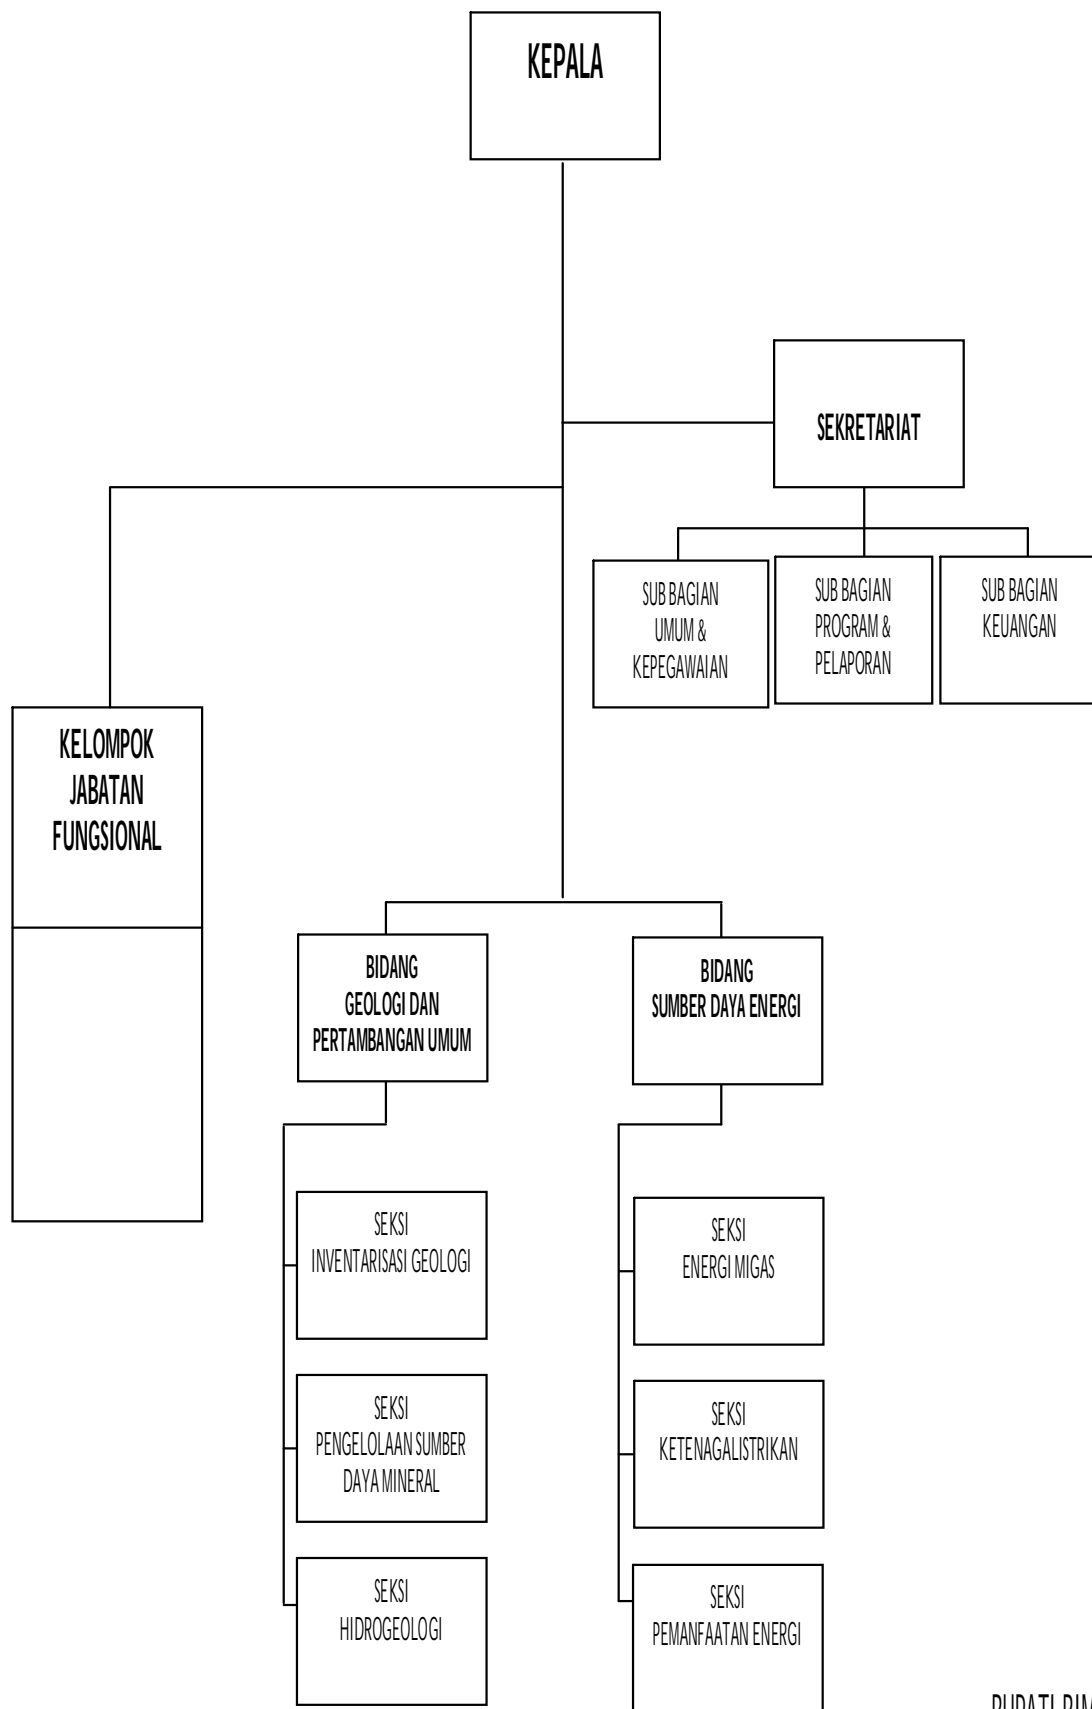 KEPALA
SEKRETARIAT
SUB BAGIAN
UMUM &
KEPEGAWAIAN
SUB BAGIAN
PROGRAM &
PELAPORAN
SUB BAGIAN
KEUANGAN
KELOMPOK
JABATAN
FUNGSIONAL
BIDANG
GEOLOGI DAN
PERTAMBANGAN UMUM
BIDANG
SUMBER DAYA ENERGI
SEKSI
INVENTARISASI GEOLOGI
SEKSI
PENGELOLAAN SUMBER
DAYA MINERAL
SEKSI
HIDROGEOLOGI
SEKSI
ENERGI MIGAS
SEKSI
KETENAGALISTRIKAN
SEKSI
PEMANFAATAN ENERGI